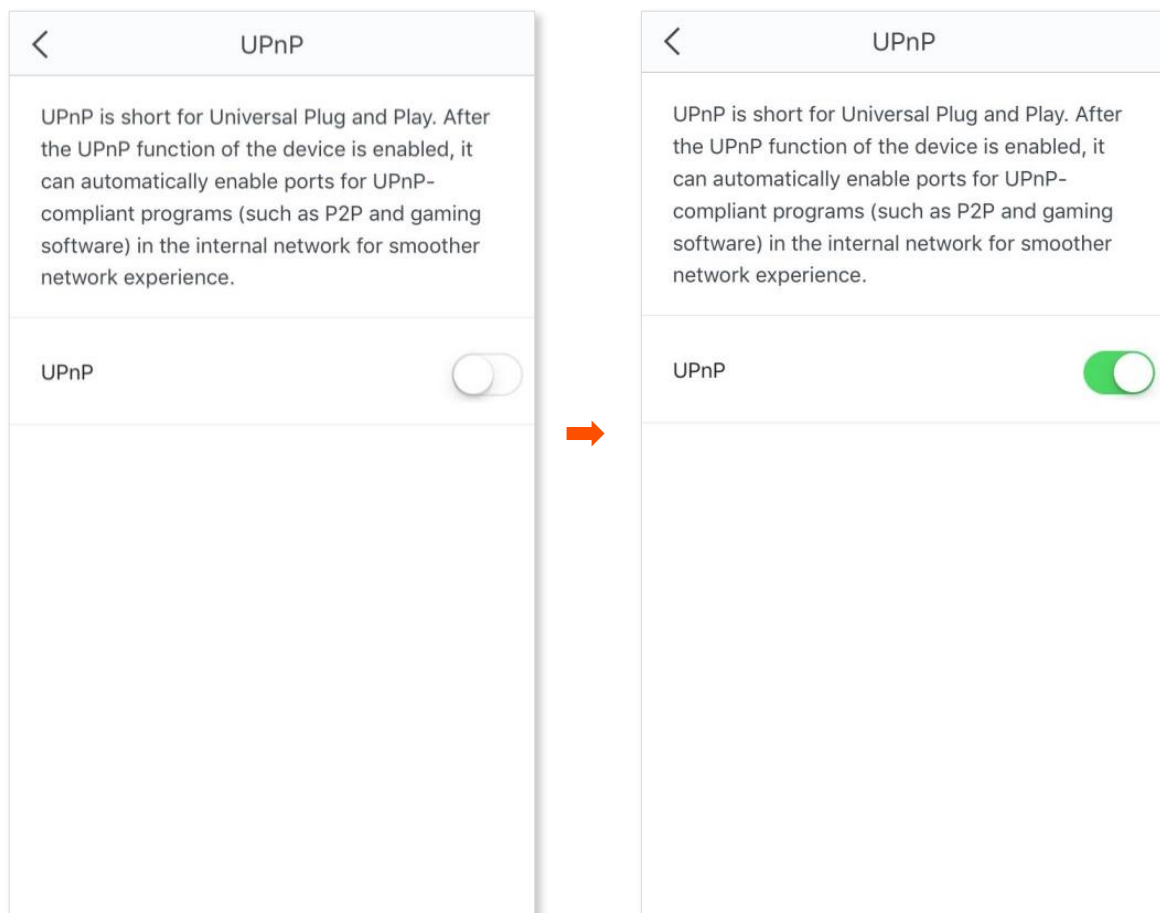 UPnP
UPnP is short for Universal Plug and Play. After
the UPnP function of the device is enabled, it
can automatically enable ports for UPnP-
compliant programs (such as P2P and gaming
software) in the internal network for smoother
network experience.
UPnP
UPnP
UPnP is short for Universal Plug and Play. After
the UPnP function of the device is enabled, it
can automatically enable ports for UPnP-
compliant programs (such as P2P and gaming
software) in the internal network for smoother
network experience.
UPnP